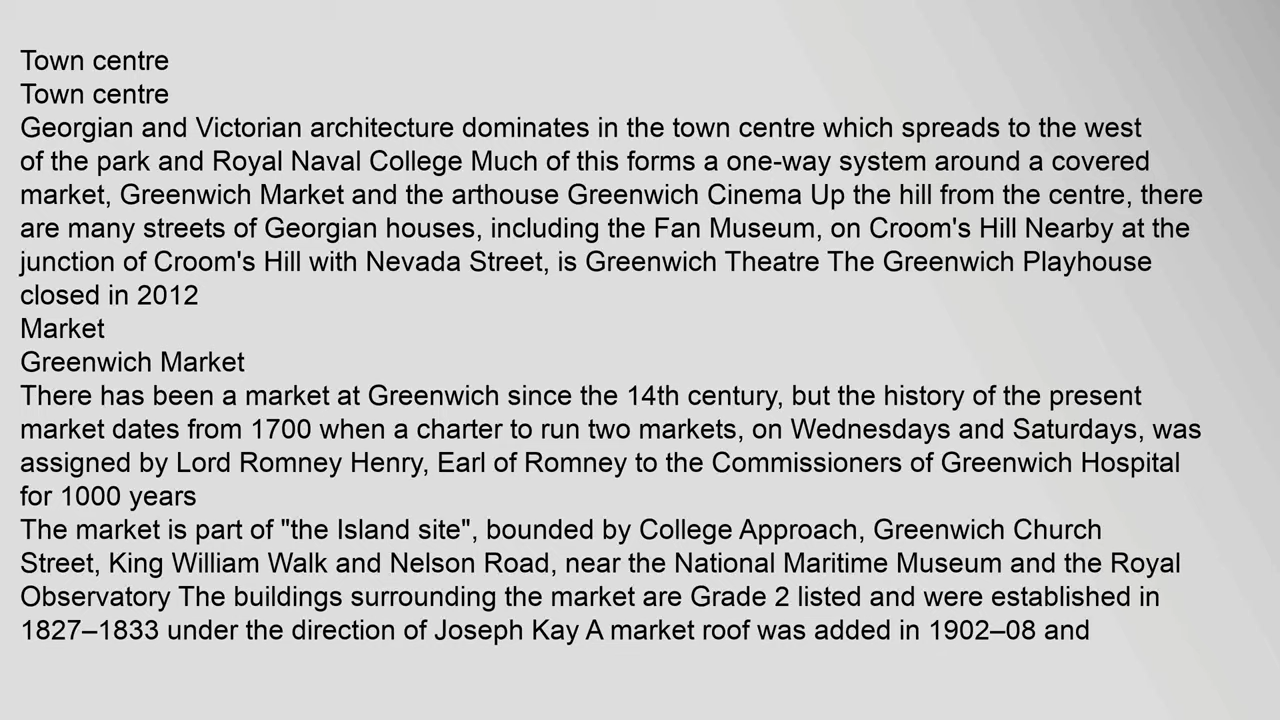 Town centre
Town centre
Georgian and Victorian architecture dominates in the town centre which spreads to the west
of the park and Royal Naval College Much of this forms a one-way system around a covered
market, Greenwich Market and the arthouse Greenwich Cinema Up the hill from the centre, there
are many streets of Georgian houses, including the Fan Museum, on Croom's Hill Nearby at the
junction of Croom's Hill with Nevada Street, is Greenwich Theatre The Greenwich Playhouse
closed in 2012
Market
Greenwich Market
There has been a market at Greenwich since the 14th century, but the history of the present
market dates from 1700 when a charter to run two markets, on Wednesdays and Saturdays, was
assigned by Lord Romney Henry, Earl of Romney to the Commissioners of Greenwich Hospital
for 1000 years
The market is part of "the Island site", bounded by College Approach, Greenwich Church
Street, King William Walk and Nelson Road, near the National Maritime Museum and the Royal
Observatory The buildings surrounding the market are Grade 2 listed and were established in
1827–1833 under the direction of Joseph Kay A market roof was added in 1902–08 and